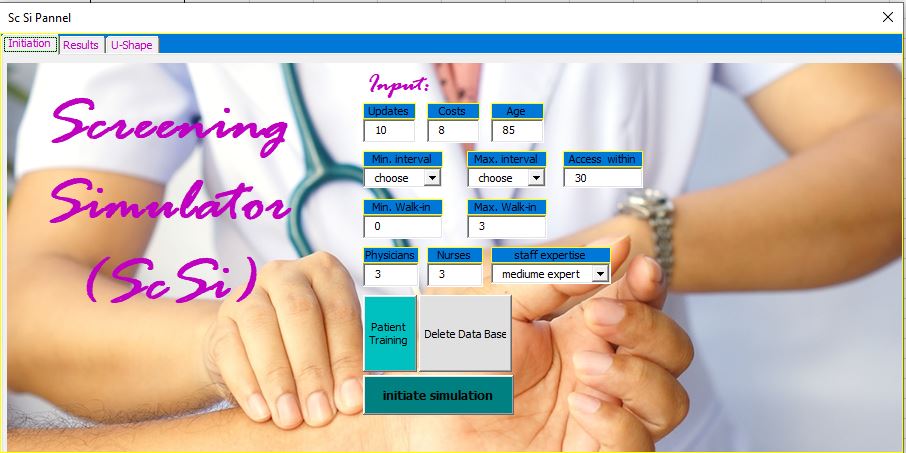 Sc Si Pannel
Initiation Results U-Shape
Screening
Simulator
(ScSi)
Input:
Updates Costs Age
10 8 85
Min. interval Max. interval Access within
choose choose 30
Min. Walk-in Max. Walk-in
0 3
Physicians Nurses staff expertise
3 3 mediume expert
Patient
Training
Delete Data Base
initiate simulation